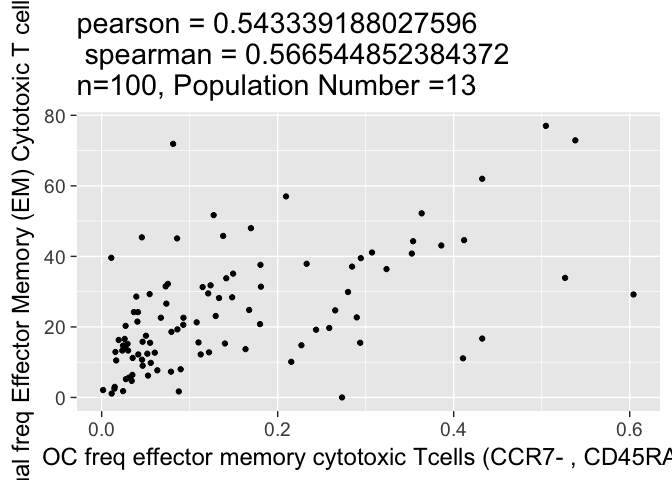 pearson = 0.543339188027596
spearman = 0.566544852384372
n=100, Population Number =13
freq Effector Memory (EM) Cytotoxic T cell
80
60
40
20
0
0.0
0.2
0.4
0.6
OC freq effector memory cytotoxic Tcells (CCR7- , CD45RA